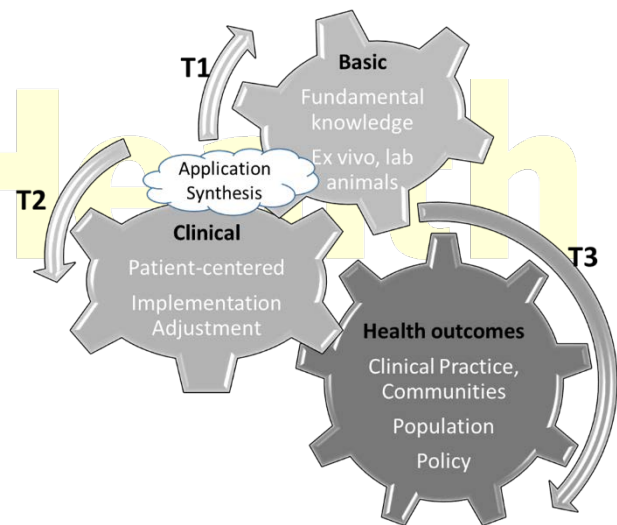 Health
T1
Basic
Fundamental
knowledge
Ex vivo, lab
animals
Application
Synthesis
T2
Clinical
Patient-centered
Implementation
Adjustment
T3
Health outcomes
Clinical Practice,
Communities
Population
Policy